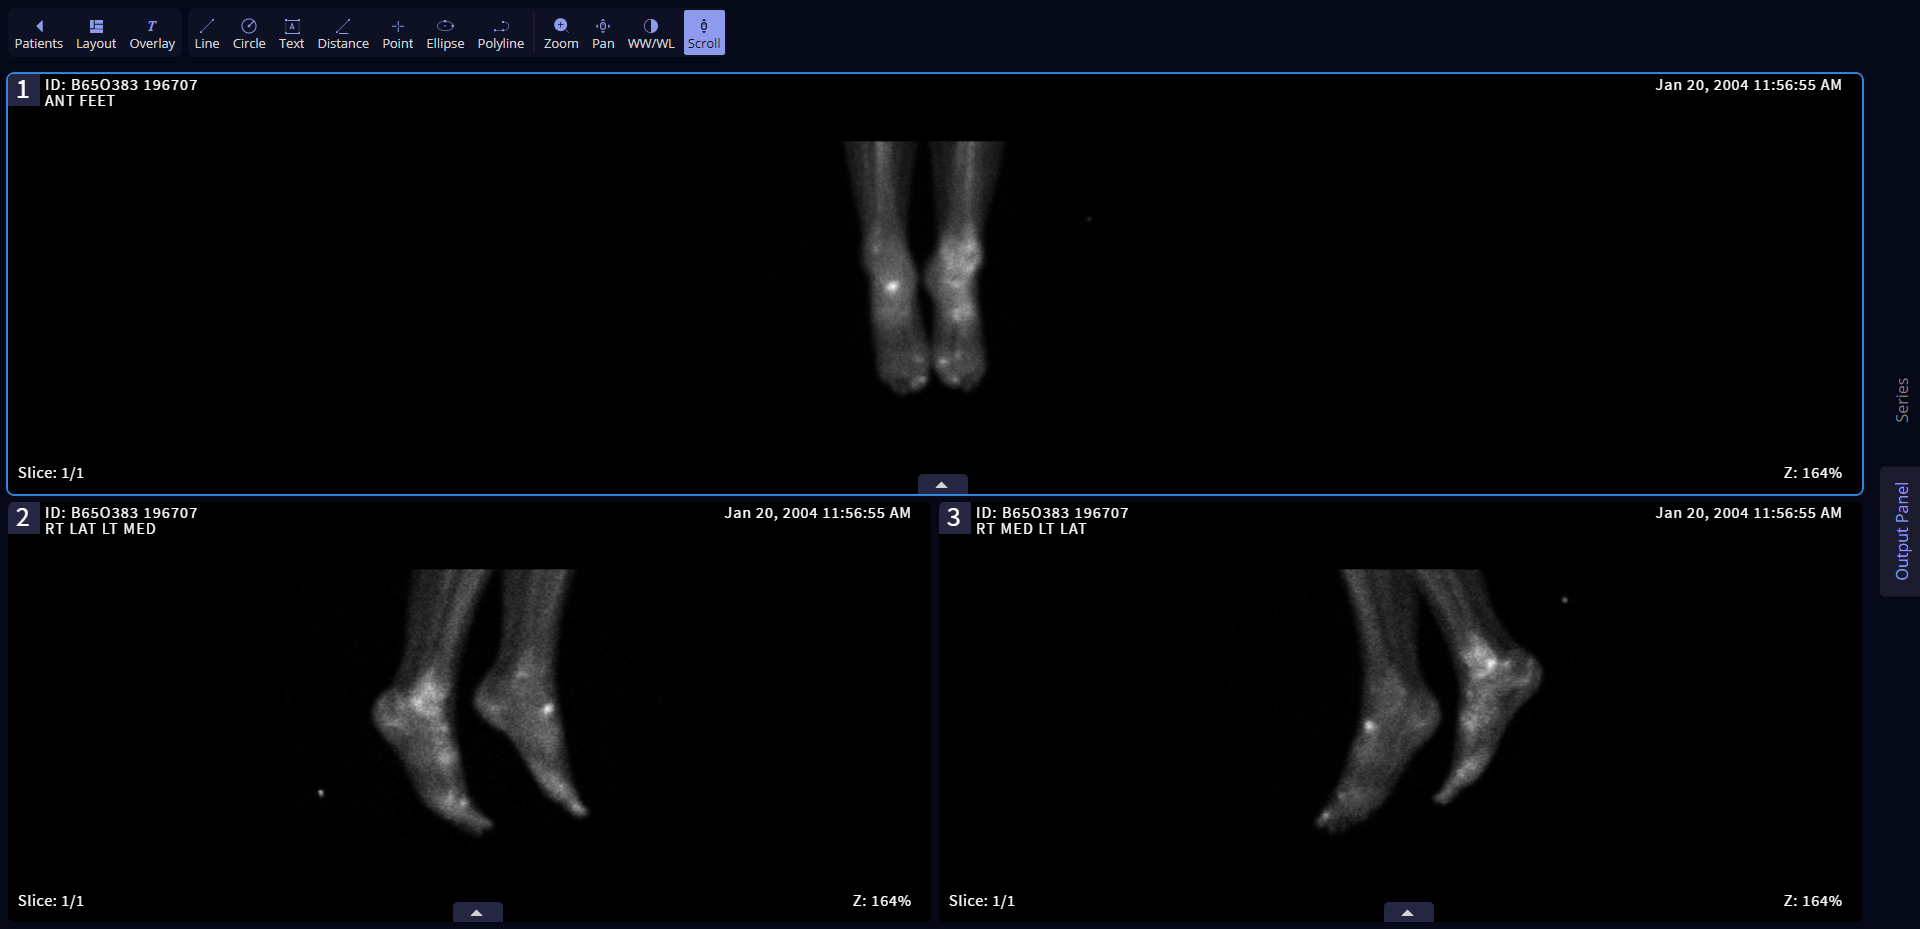 Patients Layout Overlay Line Circle Text Distance Point Ellipse Polyline Zoom Pan WW/WL Scroll
1
ID: B65O383 196707
ANT FEET
Jan 20, 2004 11:56:55 AM
Slice: 1/1
Z: 164%
2
ID: B65O383 196707
RT LAT LT MED
Jan 20, 2004 11:56:55 AM
Slice: 1/1
Z: 164%
3
ID: B65O383 196707
RT MED LT LAT
Jan 20, 2004 11:56:55 AM
Slice: 1/1
Z: 164%
Series
Output Panel